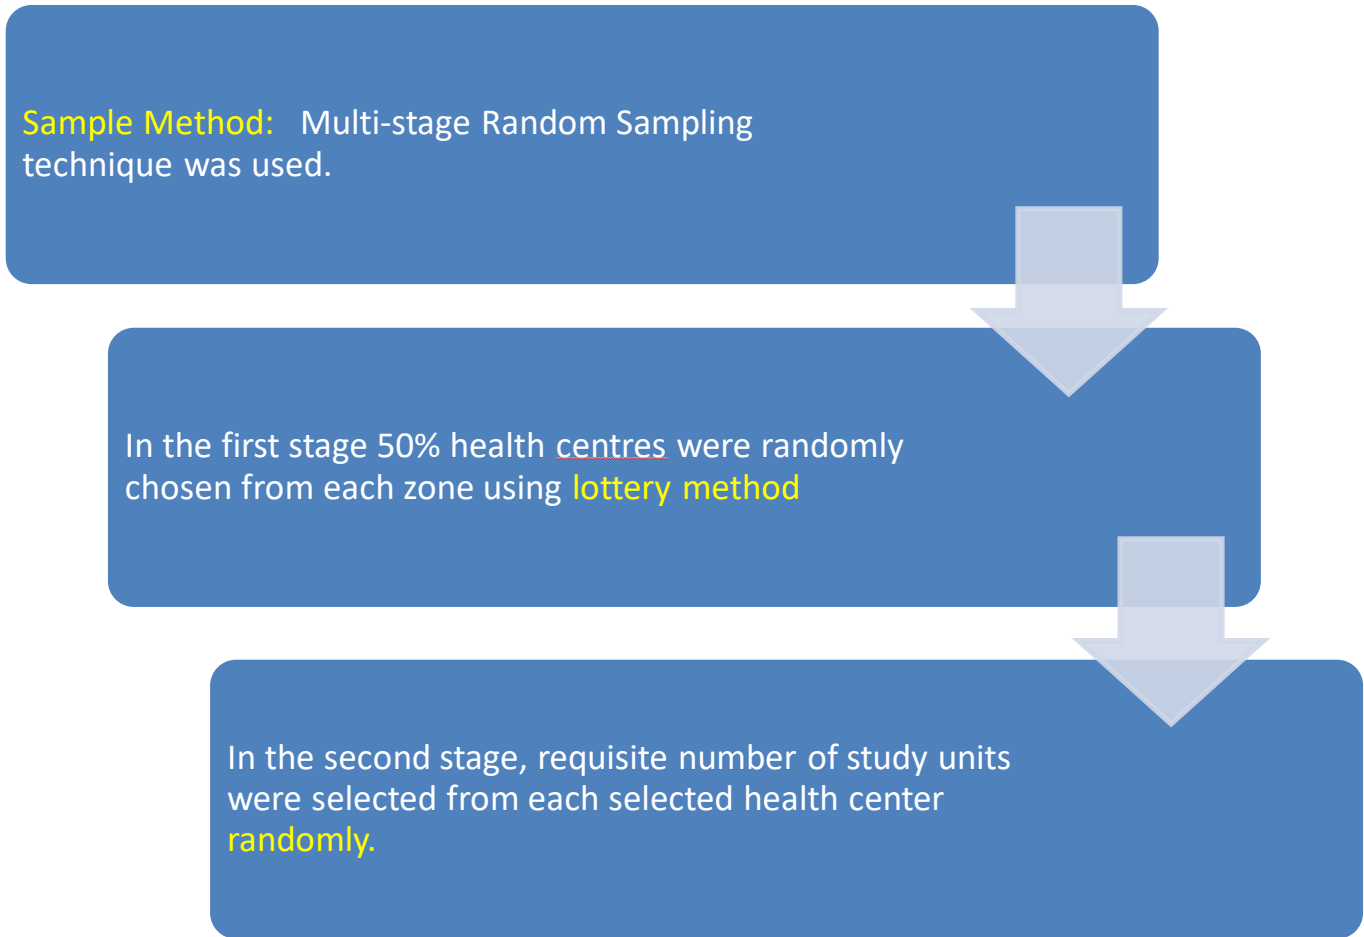 Sample Method:   Multi-stage Random Sampling
technique was used.
In the first stage 50% health centres were randomly
chosen from each zone using lottery method
In the second stage, requisite number of study units
were selected from each selected health center
randomly.